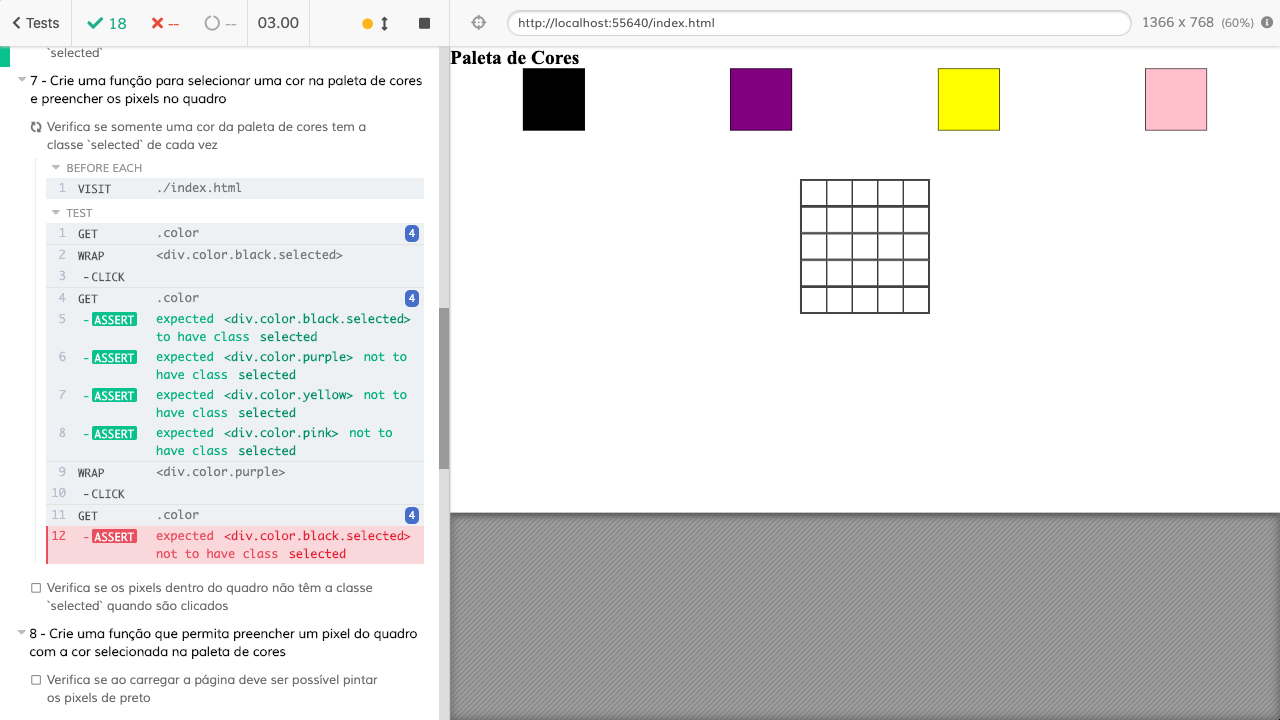 Tests
18
--
--
03.00
http://localhost:55640/index.html
1366 x 768 (60%)
`selected`
7 - Crie uma função para selecionar uma cor na paleta de cores
e preencher os pixels no quadro
Verifica se somente uma cor da paleta de cores tem a
classe `selected` de cada vez
BEFORE EACH
1 VISIT ./index.html
TEST
1 GET .color 4
2 WRAP <div.color.black.selected>
3 -CLICK
4 GET .color 4
5 -ASSERT expected <div.color.black.selected>
to have class selected
6 -ASSERT expected <div.color.purple> not to
have class selected
7 -ASSERT expected <div.color.yellow> not to
have class selected
8 -ASSERT expected <div.color.pink> not to
have class selected
9 WRAP <div.color.purple>
10 -CLICK
11 GET .color 4
12 -ASSERT expected <div.color.black.selected>
not to have class selected
Verifica se os pixels dentro do quadro não têm a classe
`selected` quando são clicados
8 - Crie uma função que permita preencher um pixel do quadro
com a cor selecionada na paleta de cores
Verifica se ao carregar a página deve ser possível pintar
os pixels de preto
Paleta de Cores